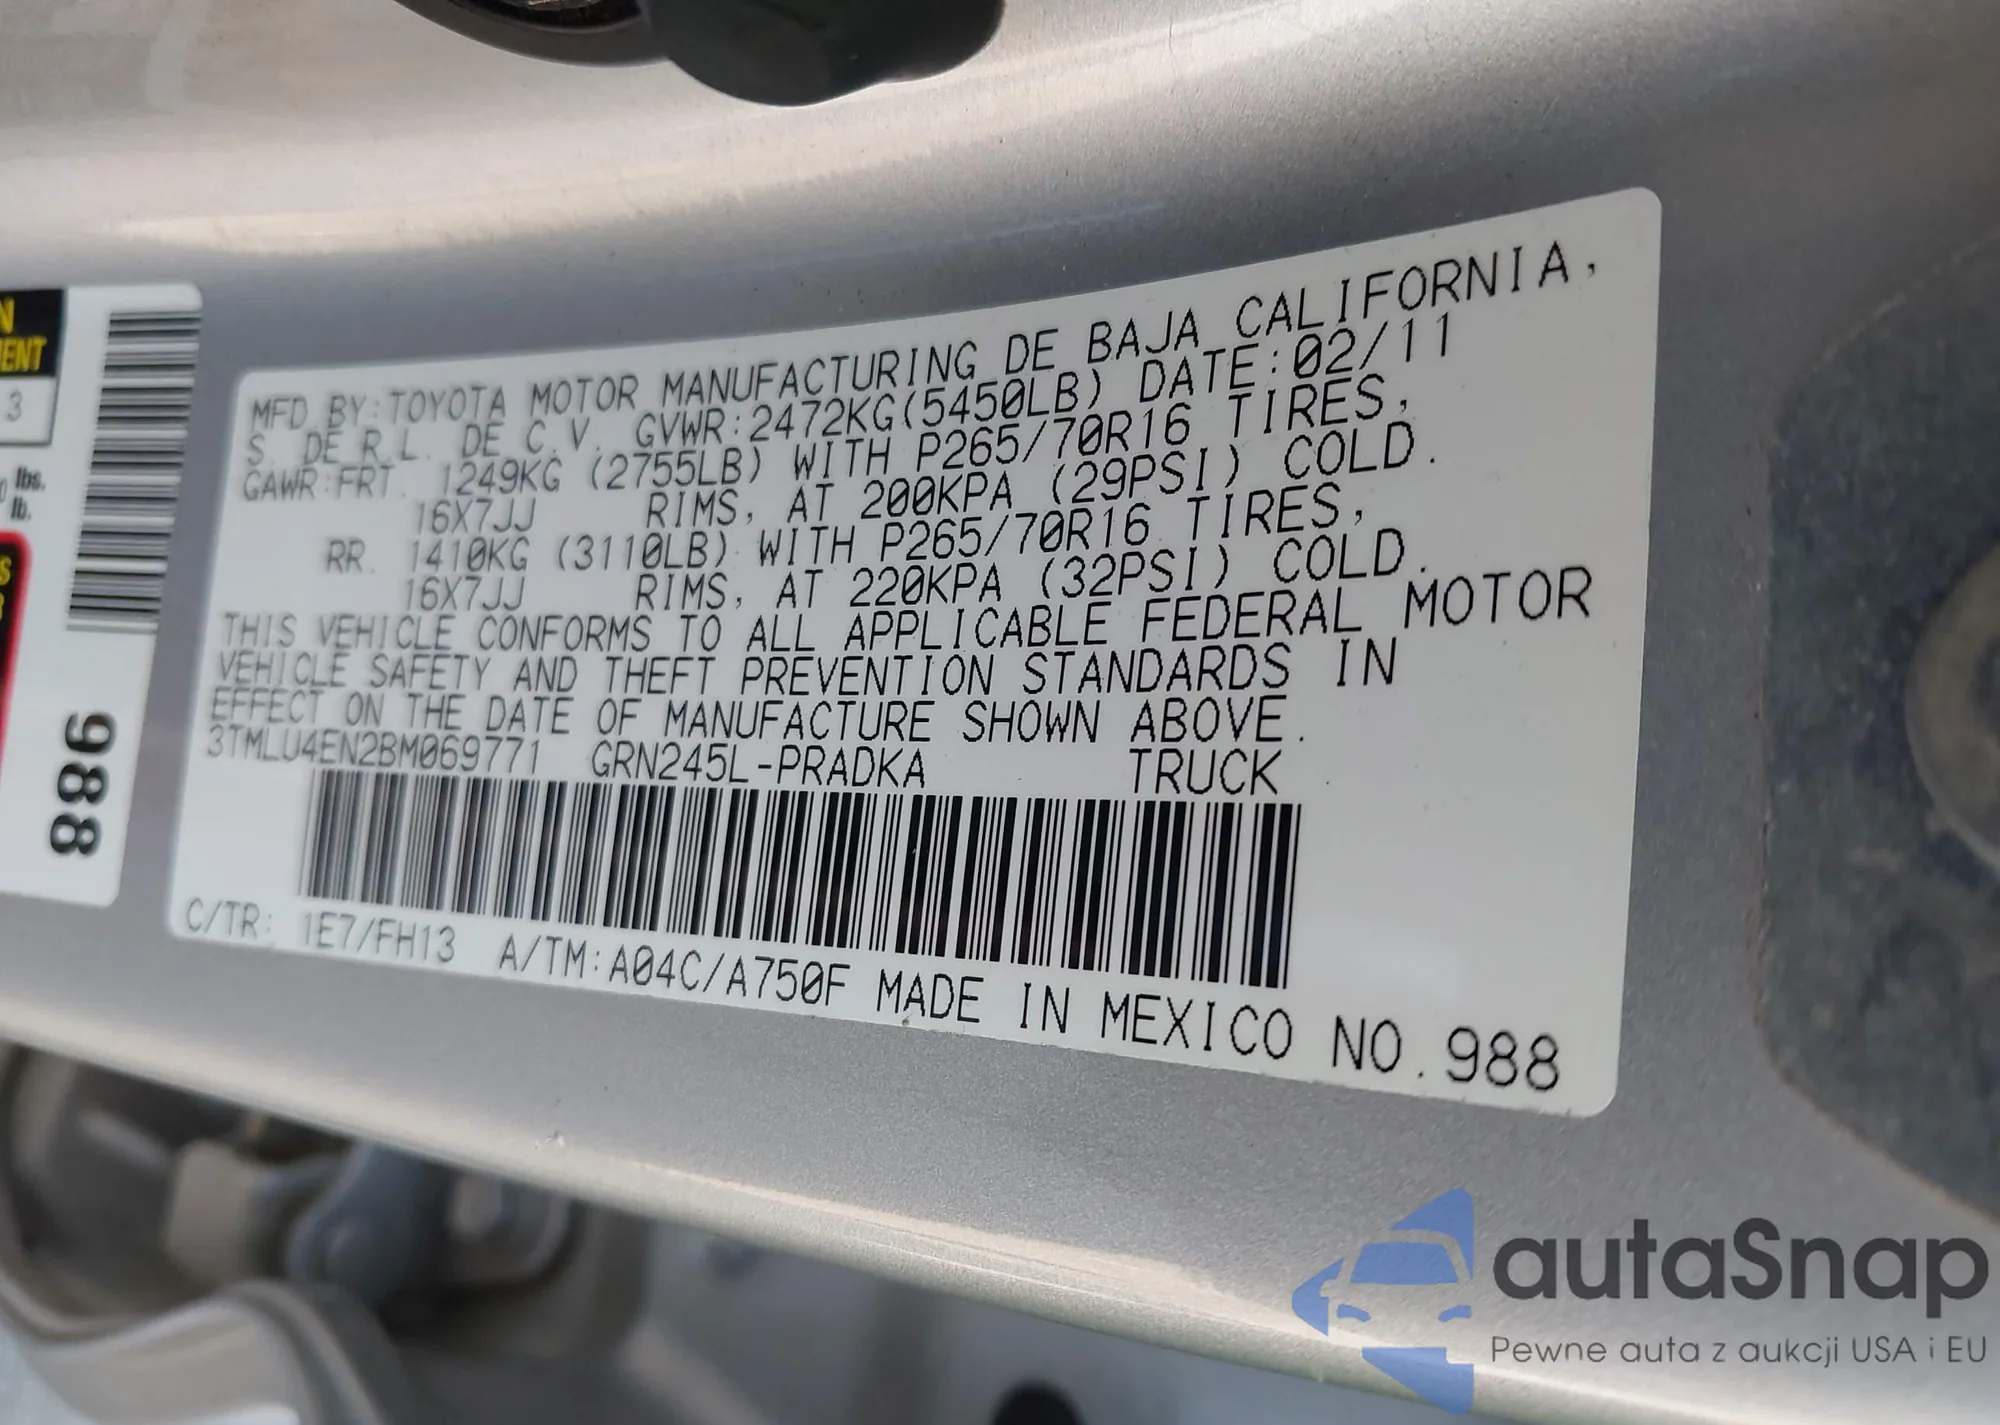 MFD BY:TOYOTA MOTOR MANUFACTURING DE BAJA CALIFORNIA,
S. DE R.L. DE C.V. GVWR:2472KG(5450LB) DATE:02/11
GAWR:FRT. 1249KG (2755LB) WITH P265/70R16 TIRES,
16X7JJ RIMS, AT 200KPA (29PSI) COLD.
RR. 1410KG (3110LB) WITH P265/70R16 TIRES,
16X7JJ RIMS, AT 220KPA (32PSI) COLD.
THIS VEHICLE CONFORMS TO ALL APPLICABLE FEDERAL MOTOR
VEHICLE SAFETY AND THEFT PREVENTION STANDARDS IN
EFFECT ON THE DATE OF MANUFACTURE SHOWN ABOVE.
3TMLU4EN2BM069771 GRN245L-PRADKA TRUCK
C/TR: 1E7/FH13 A/TM:A04C/A750F MADE IN MEXICO NO.988
3
lbs.
lb.
988
autaSnap
Pewne auta z aukcji USA i EU